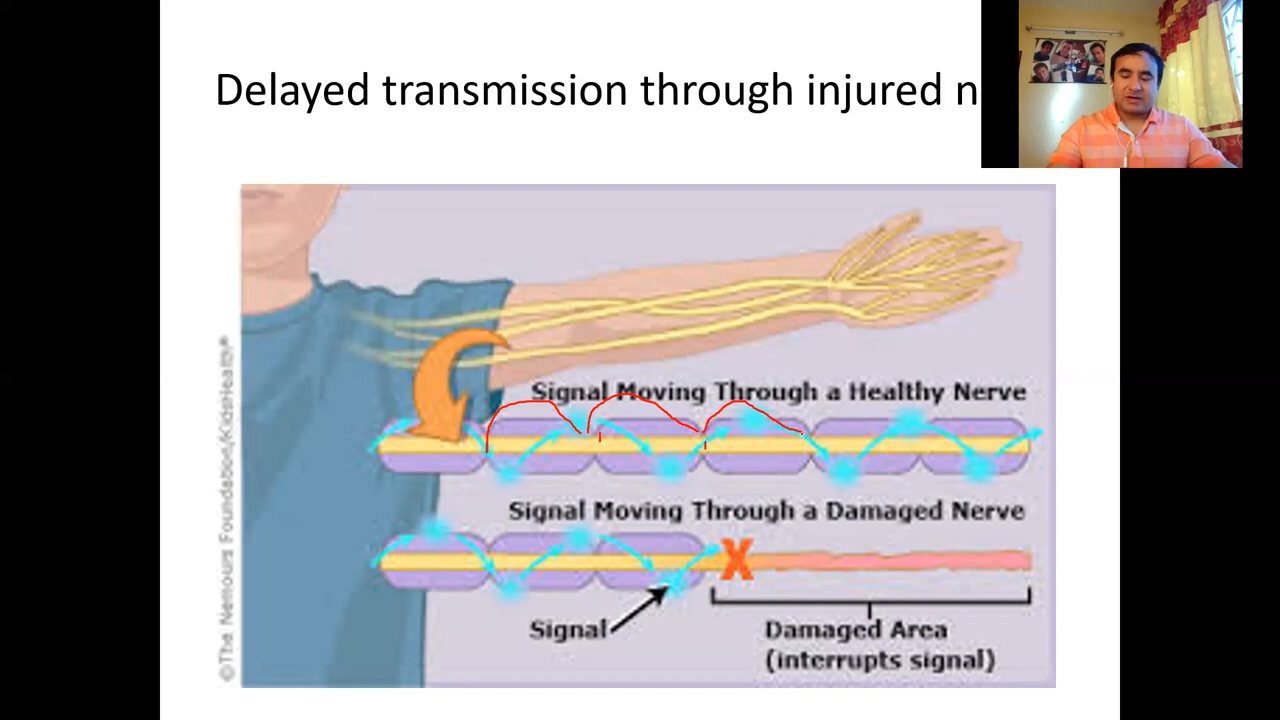 Delayed transmission through injured n
Signal Moving Through a Healthy Nerve
Signal Moving Through a Damaged Nerve
X
Signal
Damaged Area
(interrupts signal)
©The Nemours Foundation/KidsHealth®